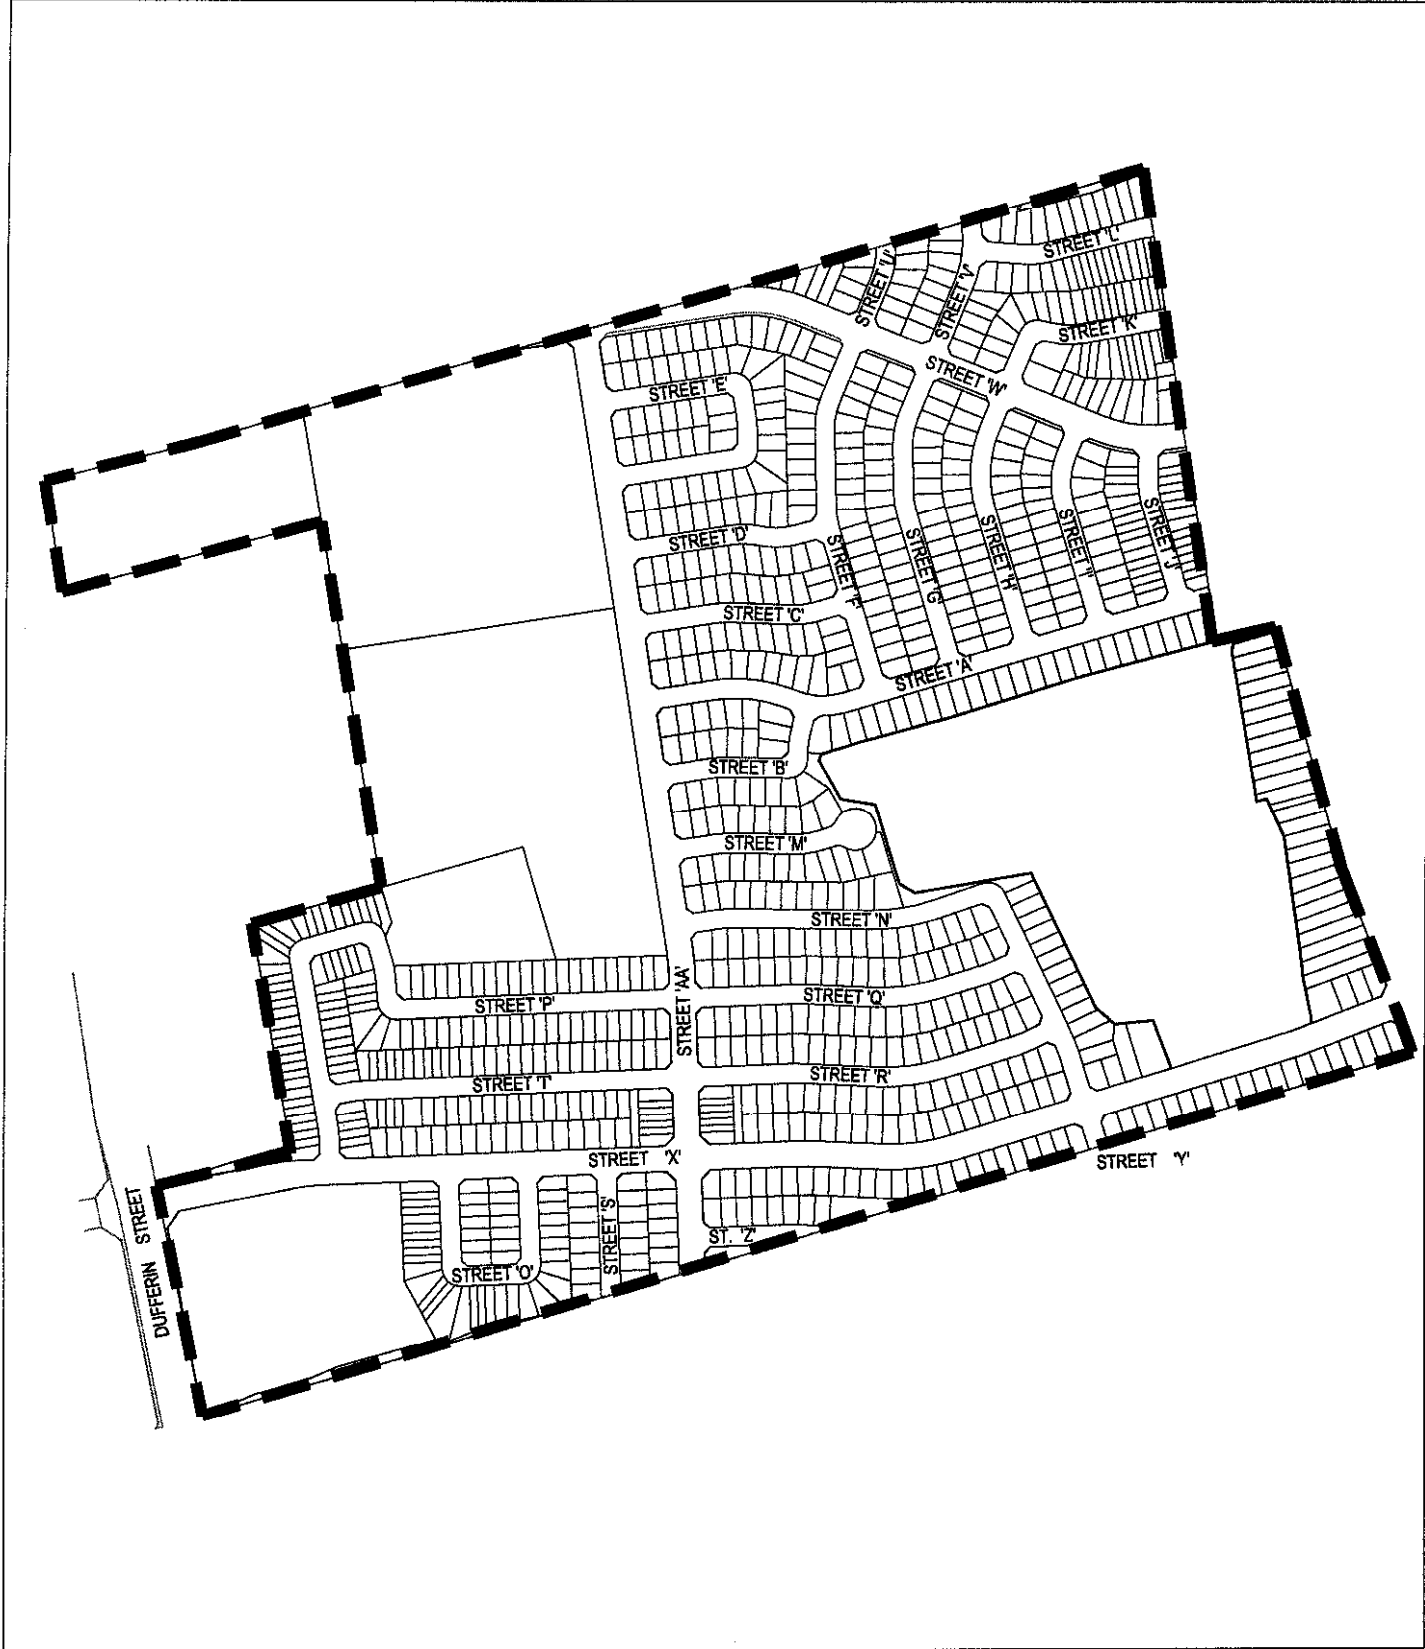 STREET 'L'
STREET 'U'
STREET 'V'
STREET 'K'
STREET 'W'
STREET 'E'
STREET 'D'
STREET 'F'
STREET 'G'
STREET 'H'
STREET 'I'
STREET 'J'
STREET 'C'
STREET 'A'
STREET 'B'
STREET 'M'
STREET 'N'
STREET 'AA'
STREET 'P'
STREET 'Q'
STREET 'T'
STREET 'R'
STREET 'X'
STREET 'Y'
DUFFERIN STREET
STREET 'S'
ST. 'Z'
STREET 'O'